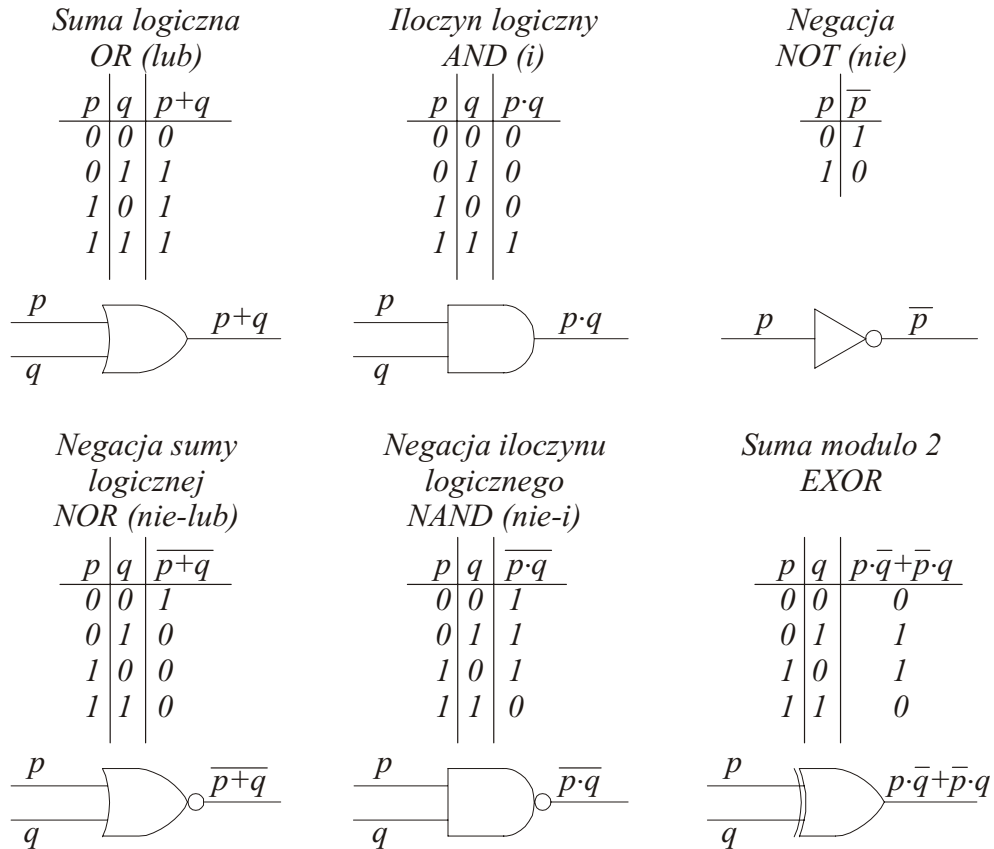 Suma logiczna
OR (lub)
p q p+q
0 0 0
0 1 1
1 0 1
1 1 1
p
q
p+q
Iloczyn logiczny
AND (i)
p q p·q
0 0 0
0 1 0
1 0 0
1 1 1
p
q
p·q
Negacja
NOT (nie)
p p̅
0 1
1 0
p
p̅
Negacja sumy
logicznej
NOR (nie-lub)
p q p̅+̅q̅
0 0 1
0 1 0
1 0 0
1 1 0
p
q
p̅+̅q̅
Negacja iloczynu
logicznego
NAND (nie-i)
p q p̅·̅q̅
0 0 1
0 1 1
1 0 1
1 1 0
p
q
p̅·̅q̅
Suma modulo 2
EXOR
p q p·q̅+p̅·q
0 0 0
0 1 1
1 0 1
1 1 0
p
q
p·q̅+p̅·q